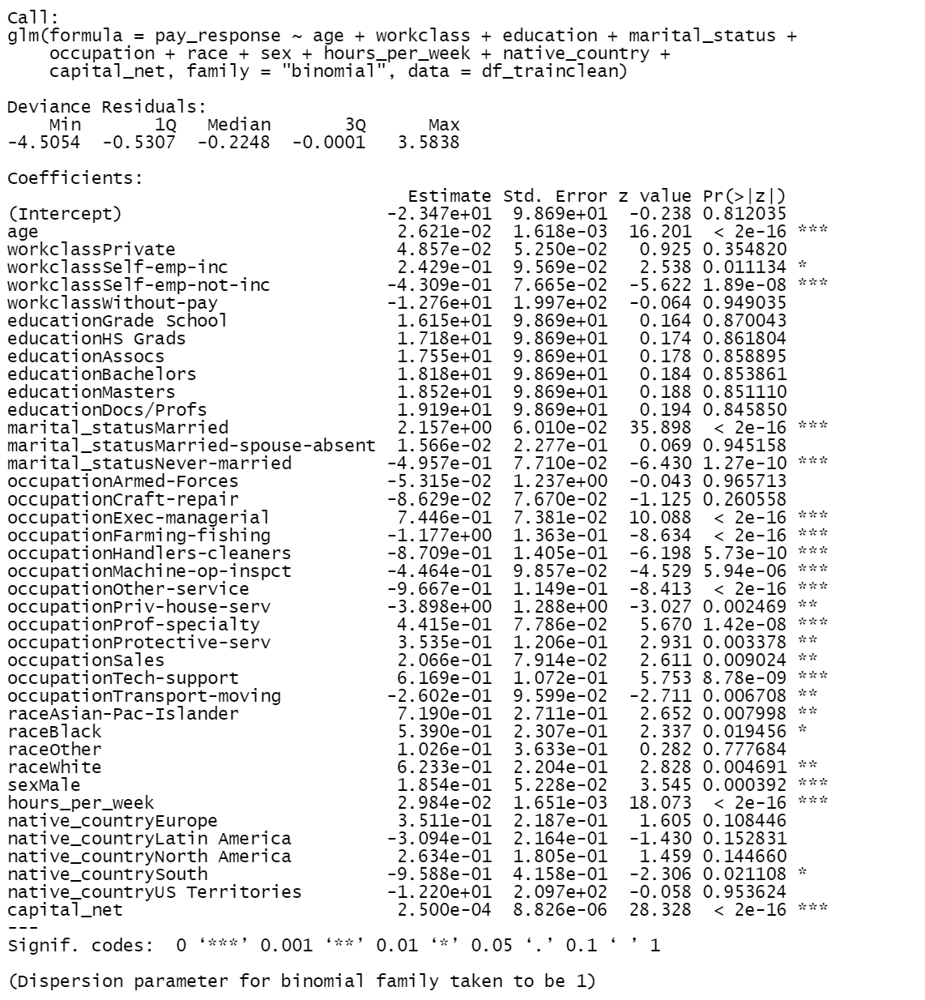 Call:
glm(formula = pay_response ~ age + workclass + education + marital_status +
    occupation + race + sex + hours_per_week + native_country +
    capital_net, family = "binomial", data = df_trainclean)

Deviance Residuals:
    Min       1Q   Median       3Q      Max
-4.5054  -0.5307  -0.2248  -0.0001   3.5838

Coefficients:
                                      Estimate Std. Error z value Pr(>|z|)
(Intercept)                         -2.347e+01  9.869e+01  -0.238 0.812035
age                                  2.621e-02  1.618e-03  16.201  < 2e-16 ***
workclassPrivate                     4.857e-02  5.250e-02   0.925 0.354820
workclassSelf-emp-inc                2.429e-01  9.569e-02   2.538 0.011134 *
workclassSelf-emp-not-inc           -4.309e-01  7.665e-02  -5.622 1.89e-08 ***
workclassWithout-pay                -1.276e+01  1.997e+02  -0.064 0.949035
educationGrade School                1.615e+01  9.869e+01   0.164 0.870043
educationHS Grads                    1.718e+01  9.869e+01   0.174 0.861804
educationAssocs                      1.755e+01  9.869e+01   0.178 0.858895
educationBachelors                   1.818e+01  9.869e+01   0.184 0.853861
educationMasters                     1.852e+01  9.869e+01   0.188 0.851110
educationDocs/Profs                  1.919e+01  9.869e+01   0.194 0.845850
marital_statusMarried                2.157e+00  6.010e-02  35.898  < 2e-16 ***
marital_statusMarried-spouse-absent  1.566e-02  2.277e-01   0.069 0.945158
marital_statusNever-married         -4.957e-01  7.710e-02  -6.430 1.27e-10 ***
occupationArmed-Forces              -5.315e-02  1.237e+00  -0.043 0.965713
occupationCraft-repair              -8.629e-02  7.670e-02  -1.125 0.260558
occupationExec-managerial            7.446e-01  7.381e-02  10.088  < 2e-16 ***
occupationFarming-fishing           -1.177e+00  1.363e-01  -8.634  < 2e-16 ***
occupationHandlers-cleaners         -8.709e-01  1.405e-01  -6.198 5.73e-10 ***
occupationMachine-op-inspct         -4.464e-01  9.857e-02  -4.529 5.94e-06 ***
occupationOther-service             -9.667e-01  1.149e-01  -8.413  < 2e-16 ***
occupationPriv-house-serv           -3.898e+00  1.288e+00  -3.027 0.002469 **
occupationProf-specialty             4.415e-01  7.786e-02   5.670 1.42e-08 ***
occupationProtective-serv            3.535e-01  1.206e-01   2.931 0.003378 **
occupationSales                      2.066e-01  7.914e-02   2.611 0.009024 **
occupationTech-support               6.169e-01  1.072e-01   5.753 8.78e-09 ***
occupationTransport-moving          -2.602e-01  9.599e-02  -2.711 0.006708 **
raceAsian-Pac-Islander               7.190e-01  2.711e-01   2.652 0.007998 **
raceBlack                            5.390e-01  2.307e-01   2.337 0.019456 *
raceOther                            1.026e-01  3.633e-01   0.282 0.777684
raceWhite                            6.233e-01  2.204e-01   2.828 0.004691 **
sexMale                              1.854e-01  5.228e-02   3.545 0.000392 ***
hours_per_week                       2.984e-02  1.651e-03  18.073  < 2e-16 ***
native_countryEurope                 3.511e-01  2.187e-01   1.605 0.108446
native_countryLatin America         -3.094e-01  2.164e-01  -1.430 0.152831
native_countryNorth America          2.634e-01  1.805e-01   1.459 0.144660
native_countrySouth                 -9.588e-01  4.158e-01  -2.306 0.021108 *
native_countryUS Territories        -1.220e+01  2.097e+02  -0.058 0.953624
capital_net                          2.500e-04  8.826e-06  28.328  < 2e-16 ***
---
Signif. codes:  0 ‘***’ 0.001 ‘**’ 0.01 ‘*’ 0.05 ‘.’ 0.1 ‘ ’ 1

(Dispersion parameter for binomial family taken to be 1)